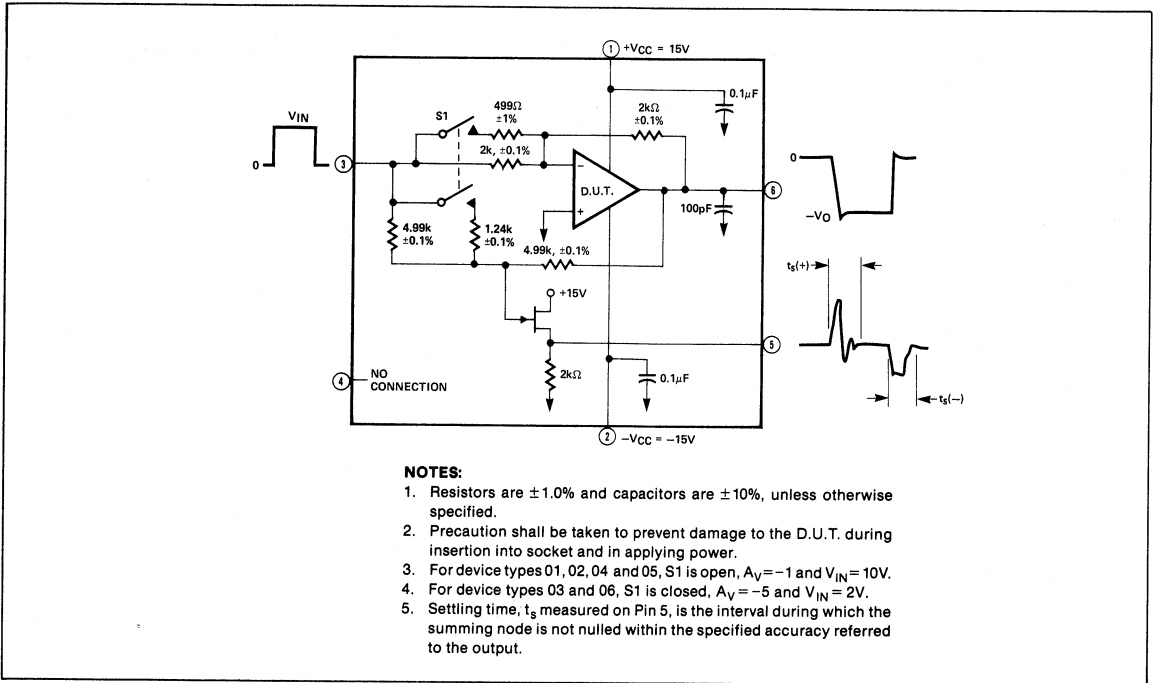 ① +VCC = 15V
0.1µF
499Ω
±1%
2kΩ
±0.1%
S1
VIN
2k, ±0.1%
0
3
−
D.U.T.
+
6
0
100pF
−VO
4.99k
±0.1%
1.24k
±0.1%
4.99k, ±0.1%
ts(+)
+15V
5
2kΩ
0.1µF
4
NO
CONNECTION
ts(−)
② −VCC = −15V
NOTES:
1. Resistors are ±1.0% and capacitors are ±10%, unless otherwise
specified.
2. Precaution shall be taken to prevent damage to the D.U.T. during
insertion into socket and in applying power.
3. For device types 01, 02, 04 and 05, S1 is open, AV=−1 and VIN=10V.
4. For device types 03 and 06, S1 is closed, AV=−5 and VIN=2V.
5. Settling time, ts measured on Pin 5, is the interval during which the
summing node is not nulled within the specified accuracy referred
to the output.